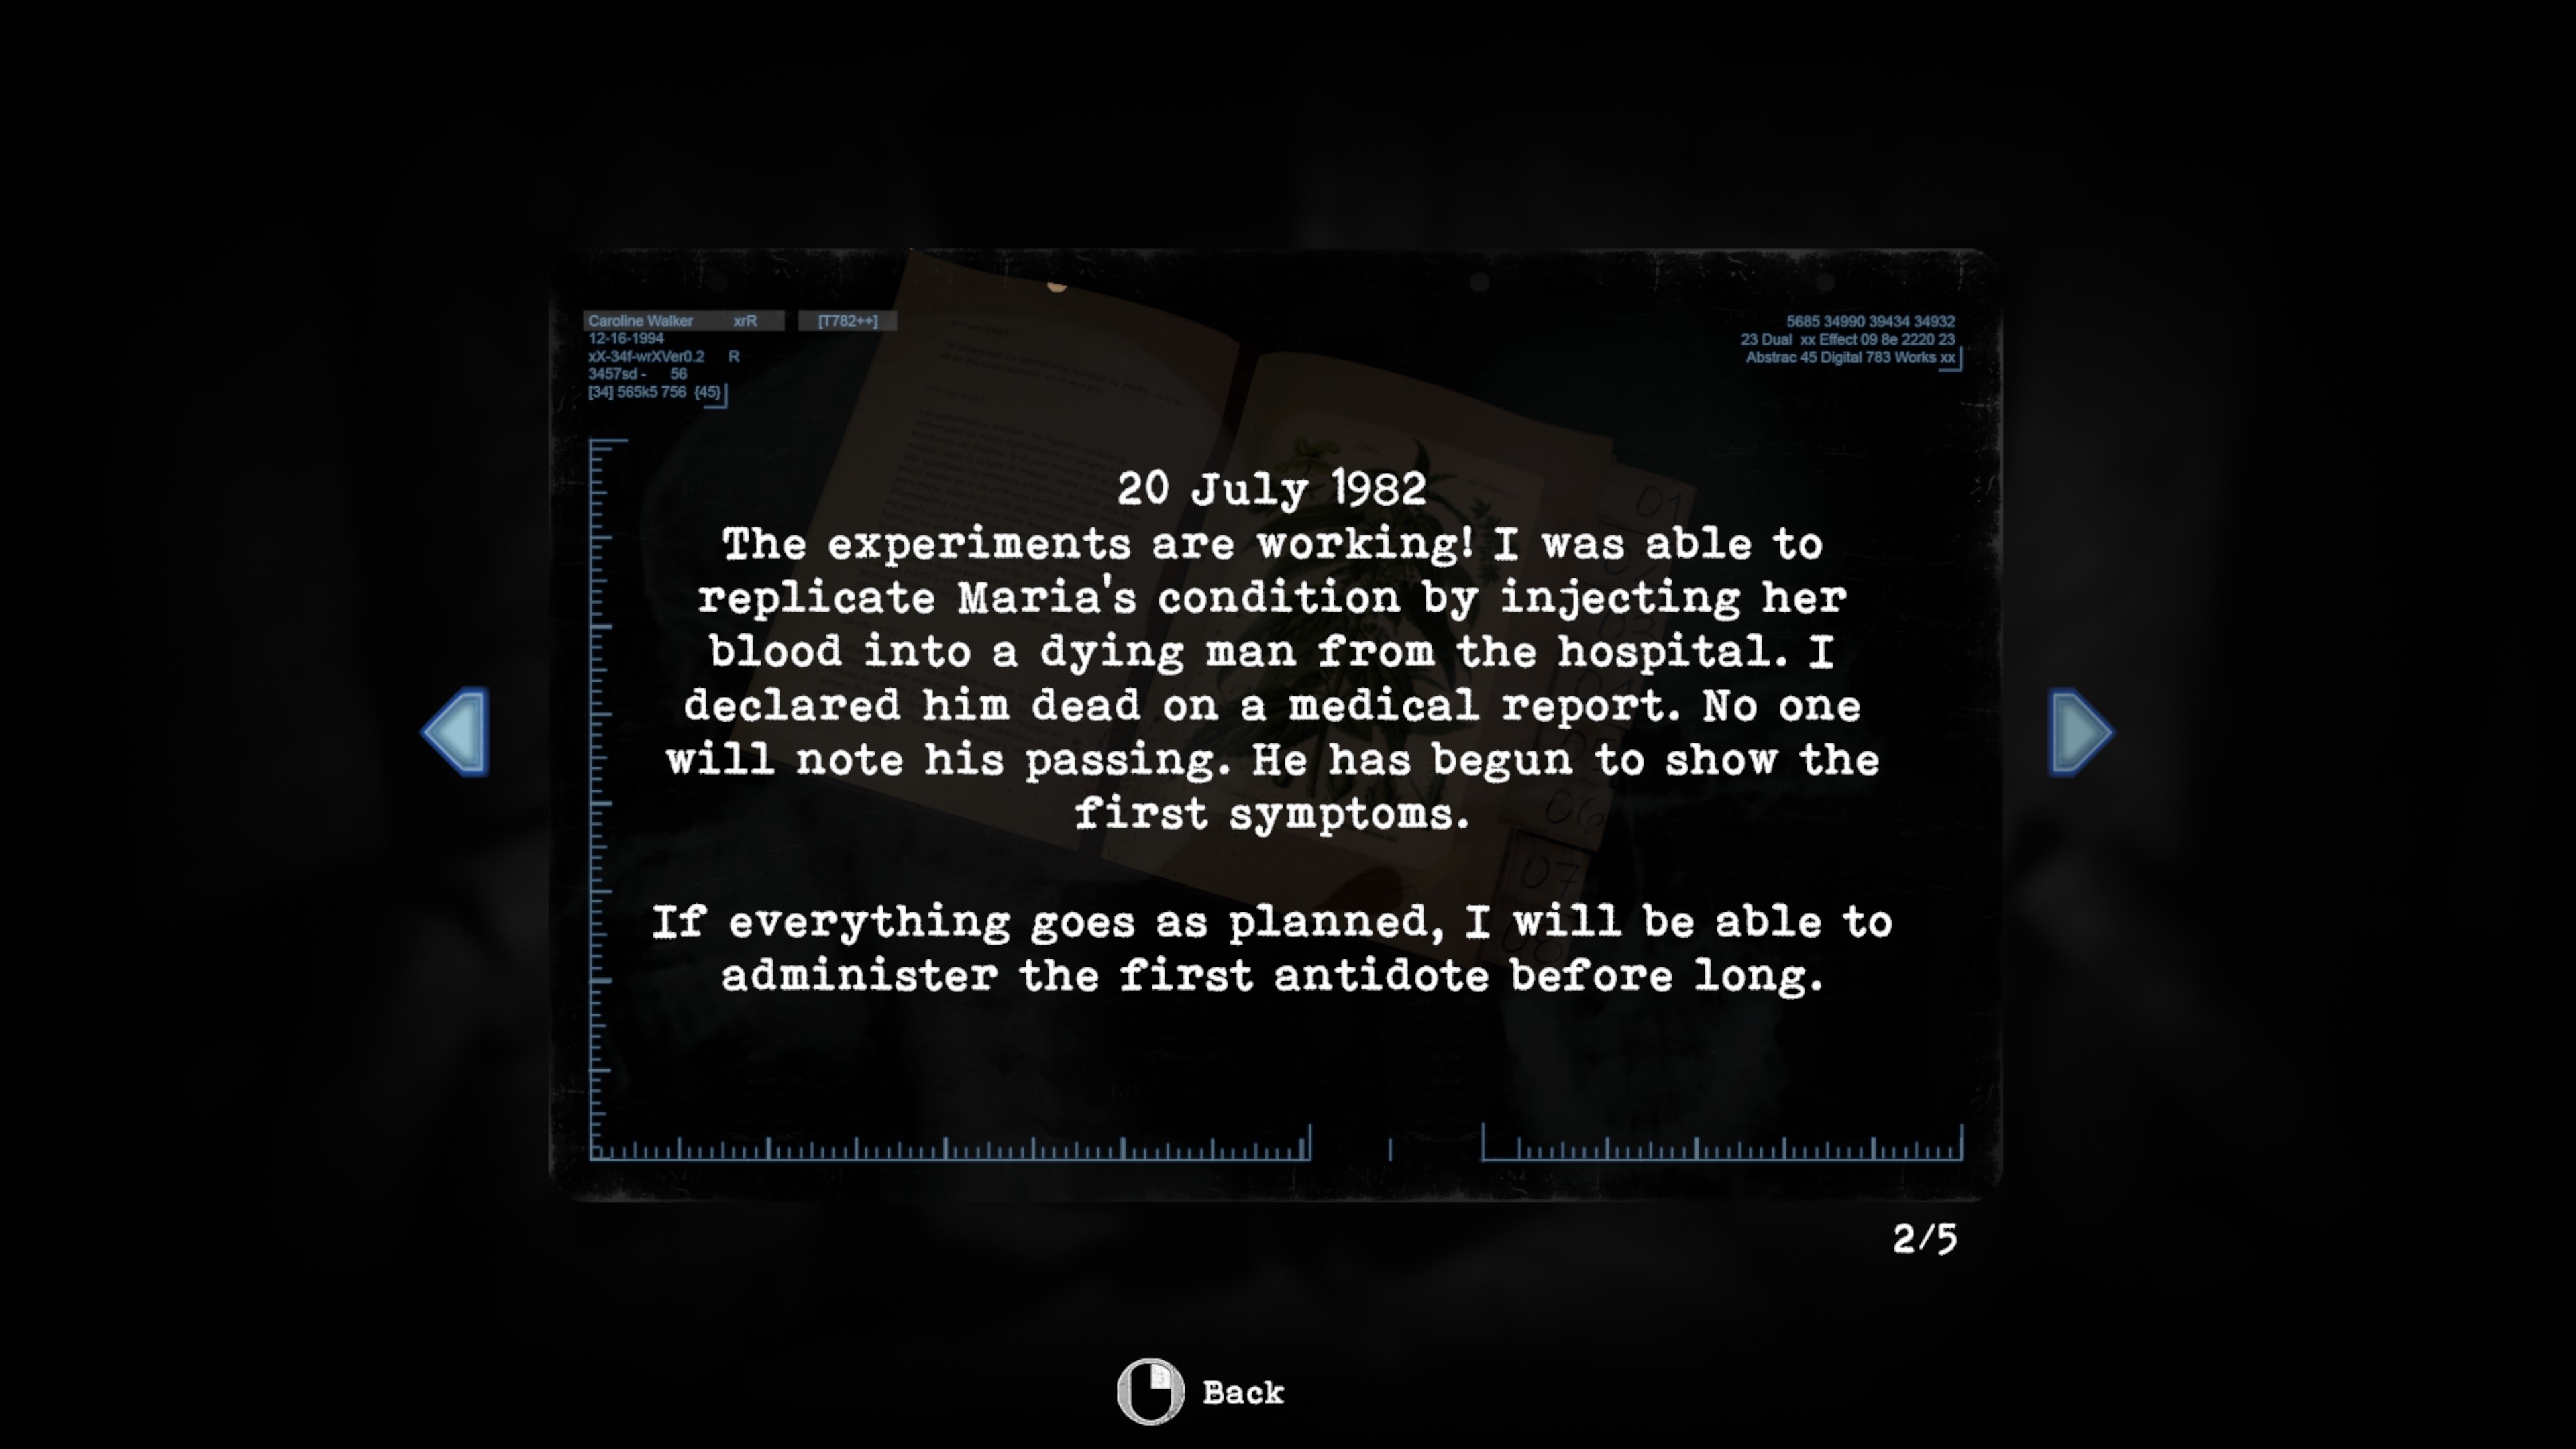 Caroline Walker xrR [T782++]
12-16-1994
xX-34f-wrXVer0.2 R
3457sd - 56
[34] 565k5 756 {45}
5685 34990 39434 34932
23 Dual xx Effect 09 8e 2220 23
Abstrac 45 Digital 783 Works xx
20 July 1982
The experiments are working! I was able to
replicate Maria's condition by injecting her
blood into a dying man from the hospital. I
declared him dead on a medical report. No one
will note his passing. He has begun to show the
first symptoms.
If everything goes as planned, I will be able to
administer the first antidote before long.
01
06
07
08
2/5
Back